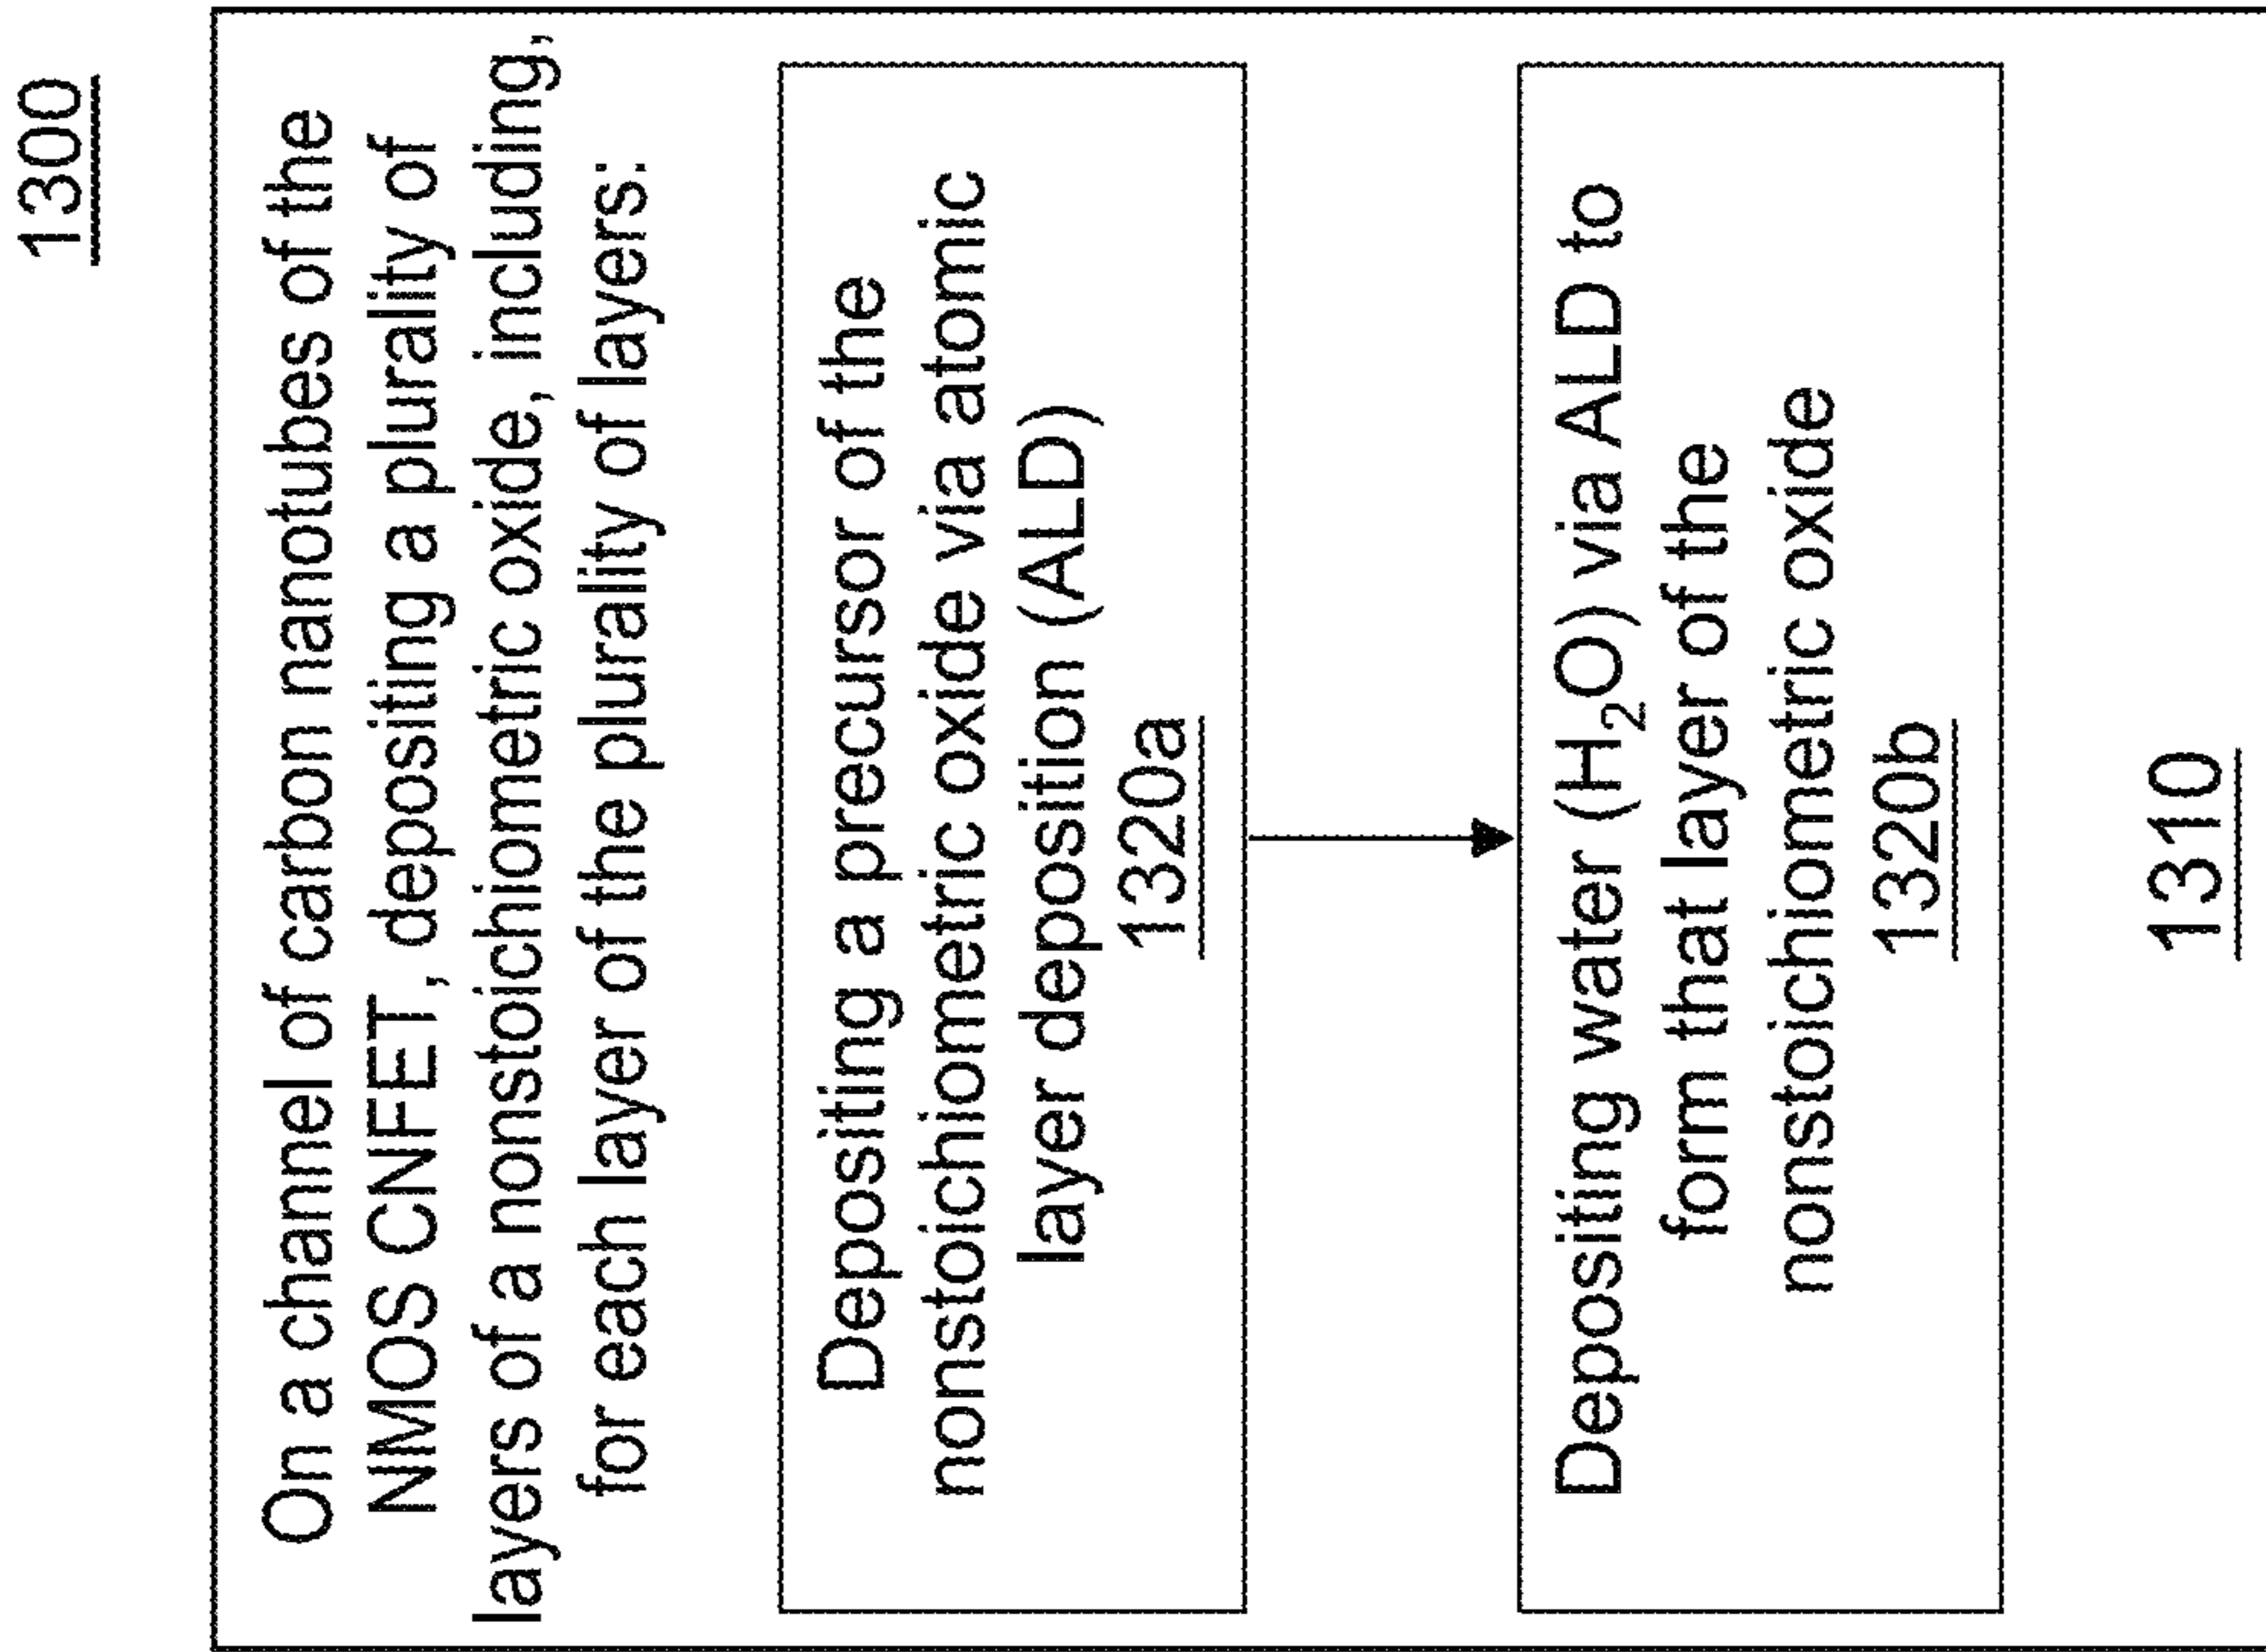 1300
On a channel of carbon nanotubes of the
NMOS CNFET, depositing a plurality of
layers of a nonstoichiometric oxide, including,
for each layer of the plurality of layers:
Depositing a precursor of the
nonstoichiometric oxide via atomic
layer deposition (ALD)
1320a
Depositing water (H₂O) via ALD to
form that layer of the
nonstoichiometric oxide
1320b
1310